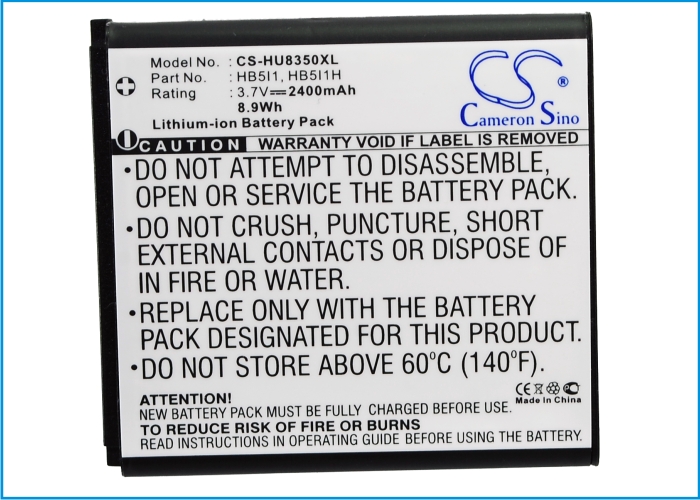 Model No. : CS-HU8350XL
Part No. : HB5I1, HB5I1H
Rating : 3.7V⎓2400mAh
8.9Wh
Lithium-ion Battery Pack
CS®
Cameron Sino
CAUTION WARRANTY VOID IF LABEL IS REMOVED
•DO NOT ATTEMPT TO DISASSEMBLE,
OPEN OR SERVICE THE BATTERY PACK.
•DO NOT CRUSH, PUNCTURE, SHORT
EXTERNAL CONTACTS OR DISPOSE OF
IN FIRE OR WATER.
•REPLACE ONLY WITH THE BATTERY
PACK DESIGNATED FOR THIS PRODUCT.
•DO NOT STORE ABOVE 60°C (140°F).
CE
Made In China
ATTENTION!
NEW BATTERY PACK MUST BE FULLY CHARGED BEFORE USE
TO REDUCE RISK OF FIRE OR BURNS
READ INSTRUCTIONS IN OPERATING GUIDE BEFORE USE